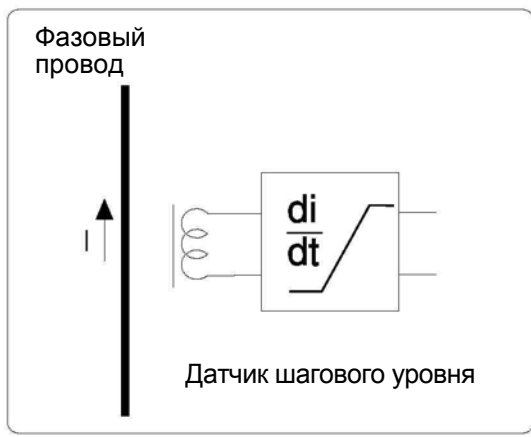 Фазовый
провод
I
di
dt
Датчик шагового уровня